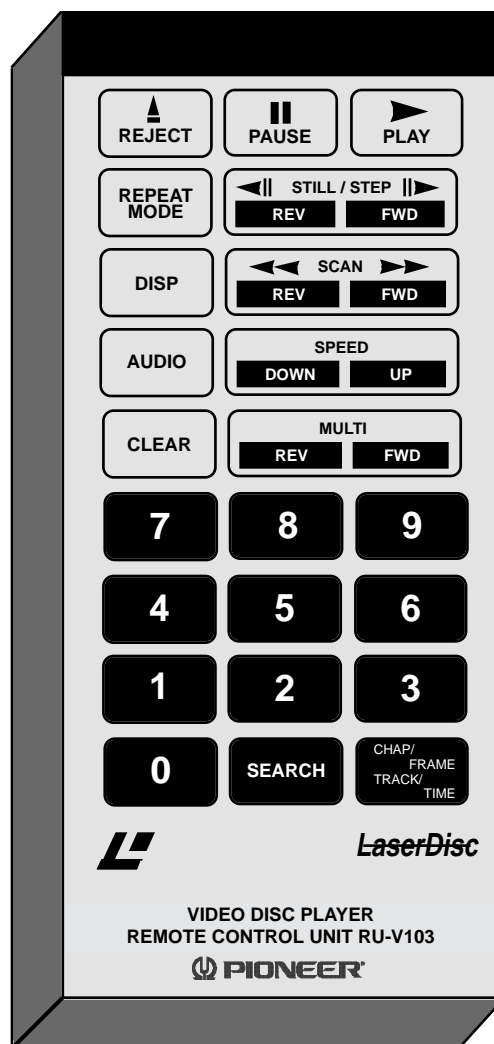 REJECT PAUSE PLAY
REPEAT
MODE
STILL / STEP
REV FWD
DISP
SCAN
REV FWD
AUDIO
SPEED
DOWN UP
CLEAR
MULTI
REV FWD
7 8 9
4 5 6
1 2 3
0 SEARCH
CHAP/
FRAME
TRACK/
TIME
LaserDisc
VIDEO DISC PLAYER
REMOTE CONTROL UNIT RU-V103
PIONEER